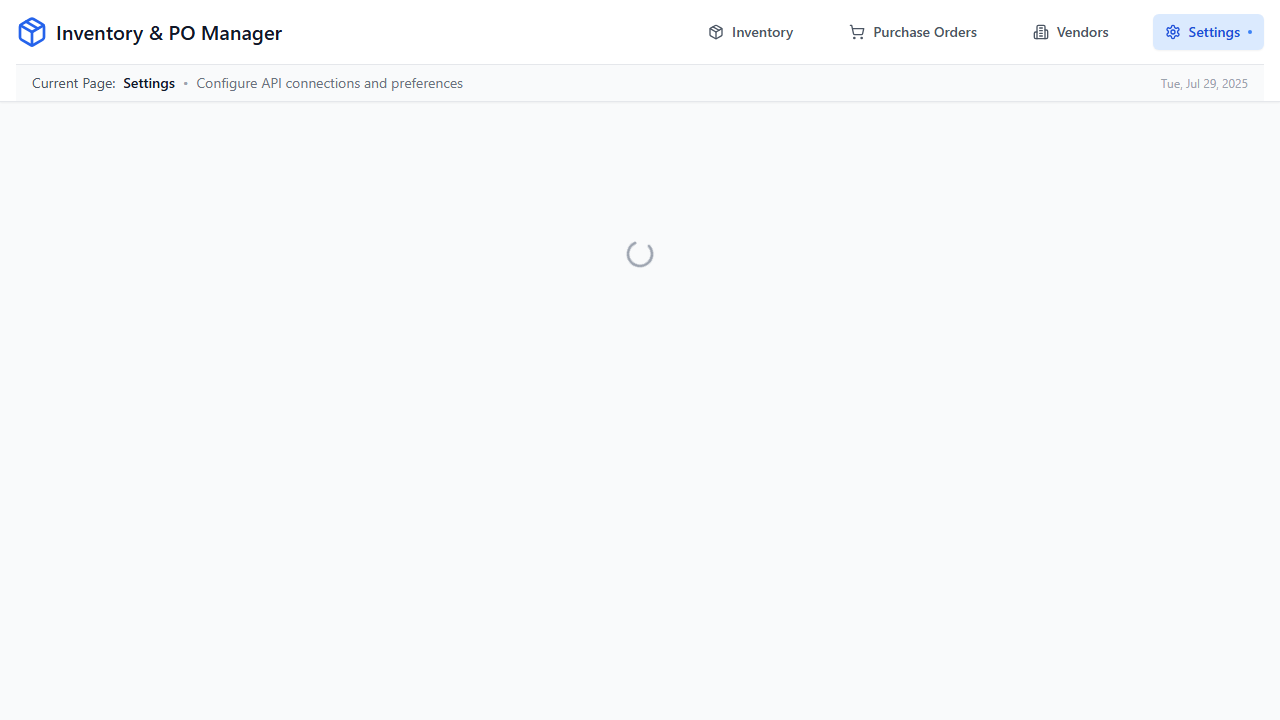 Inventory & PO Manager
Inventory
Purchase Orders
Vendors
Settings •
Current Page: Settings • Configure API connections and preferences
Tue, Jul 29, 2025